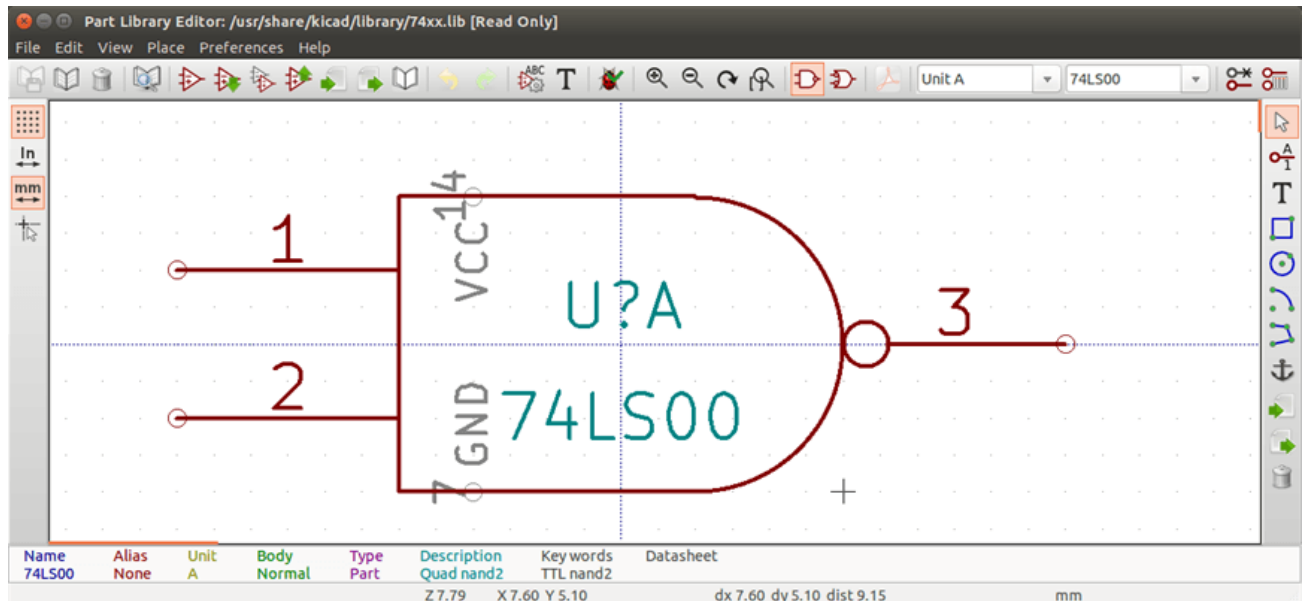 Part Library Editor: /usr/share/kicad/library/74xx.lib [Read Only]
File Edit View Place Preferences Help
ABC
T
Unit A
74LS00
In
mm
A
1
T
14
VCC
1
U?A
3
2
GND
74LS00
7
Name Alias Unit Body Type Description Key words Datasheet
74LS00 None A Normal Part Quad nand2 TTL nand2
Z 7.79 X 7.60 Y 5.10 dx 7.60 dy 5.10 dist 9.15 mm